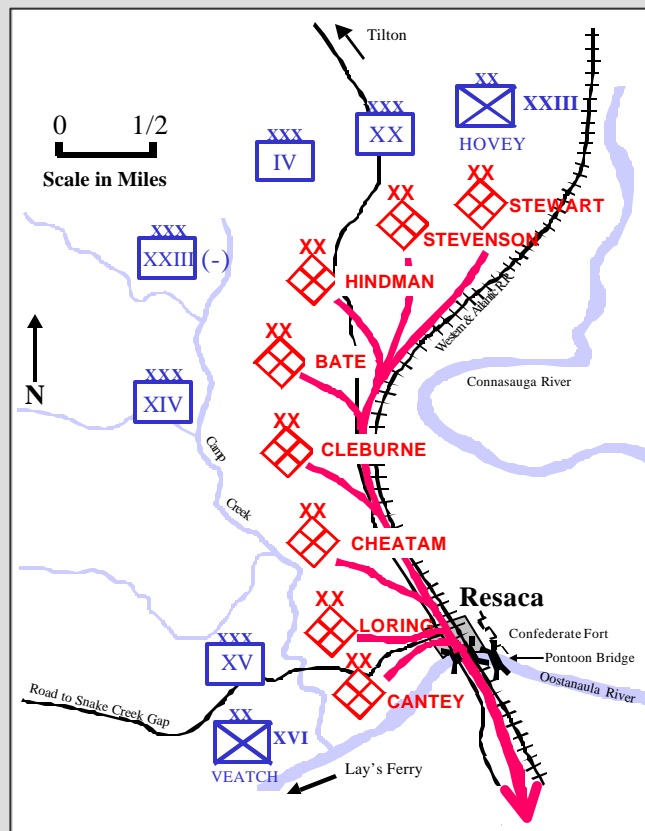 Tilton
XX
XXIII
HOVEY
XXX
XX
0 1/2
Scale in Miles
XXX
IV
XX
STEWART
XX
STEVENSON
XXX
XXIII (-)
XX
HINDMAN
Western & Atlantic R.R
N
XX
BATE
Connasauga River
XXX
XIV
XX
CLEBURNE
Camp
Creek
XX
CHEATAM
Resaca
XX
LORING
Confederate Fort
Pontoon Bridge
Oostanaula River
XXX
XV
XX
CANTEY
Road to Snake Creek Gap
XX
XVI
VEATCH
Lay's Ferry